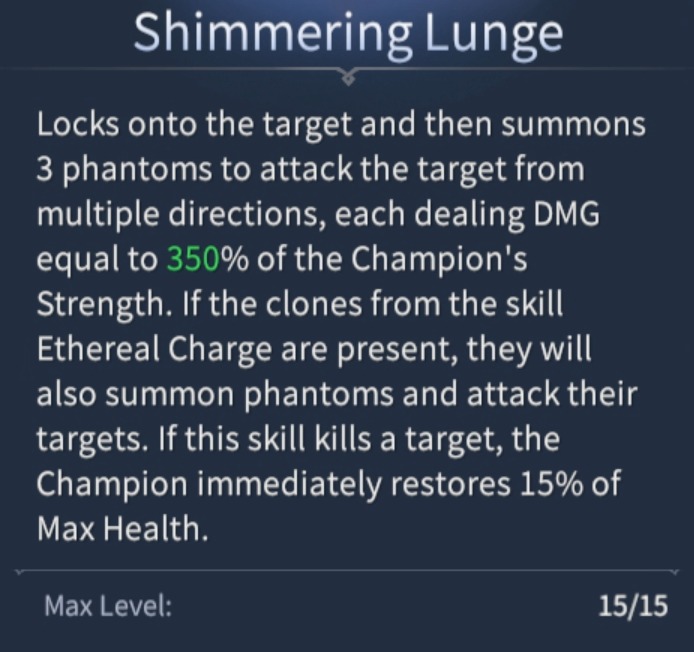 Shimmering Lunge
Locks onto the target and then summons
3 phantoms to attack the target from
multiple directions, each dealing DMG
equal to 350% of the Champion's
Strength. If the clones from the skill
Ethereal Charge are present, they will
also summon phantoms and attack their
targets. If this skill kills a target, the
Champion immediately restores 15% of
Max Health.
Max Level: 15/15